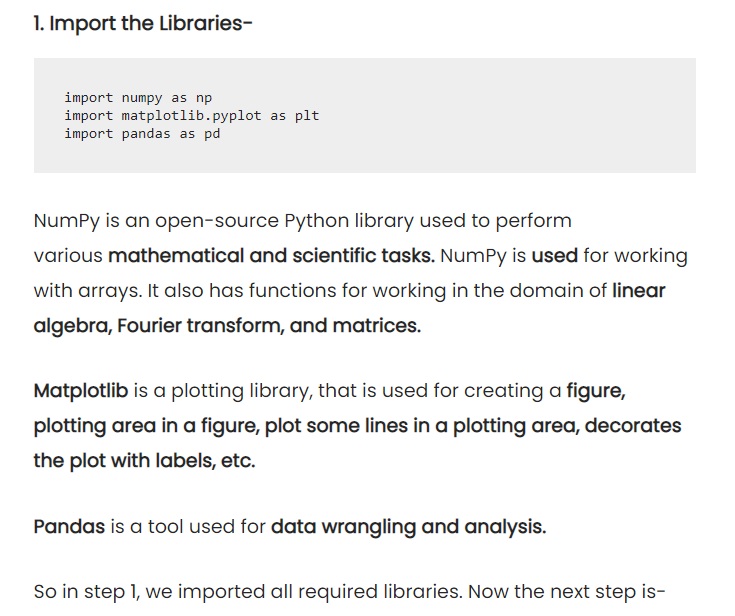 1. Import the Libraries-
import numpy as np
import matplotlib.pyplot as plt
import pandas as pd
NumPy is an open-source Python library used to perform
various mathematical and scientific tasks. NumPy is used for working
with arrays. It also has functions for working in the domain of linear
algebra, Fourier transform, and matrices.
Matplotlib is a plotting library, that is used for creating a figure,
plotting area in a figure, plot some lines in a plotting area, decorates
the plot with labels, etc.
Pandas is a tool used for data wrangling and analysis.
So in step 1, we imported all required libraries. Now the next step is-